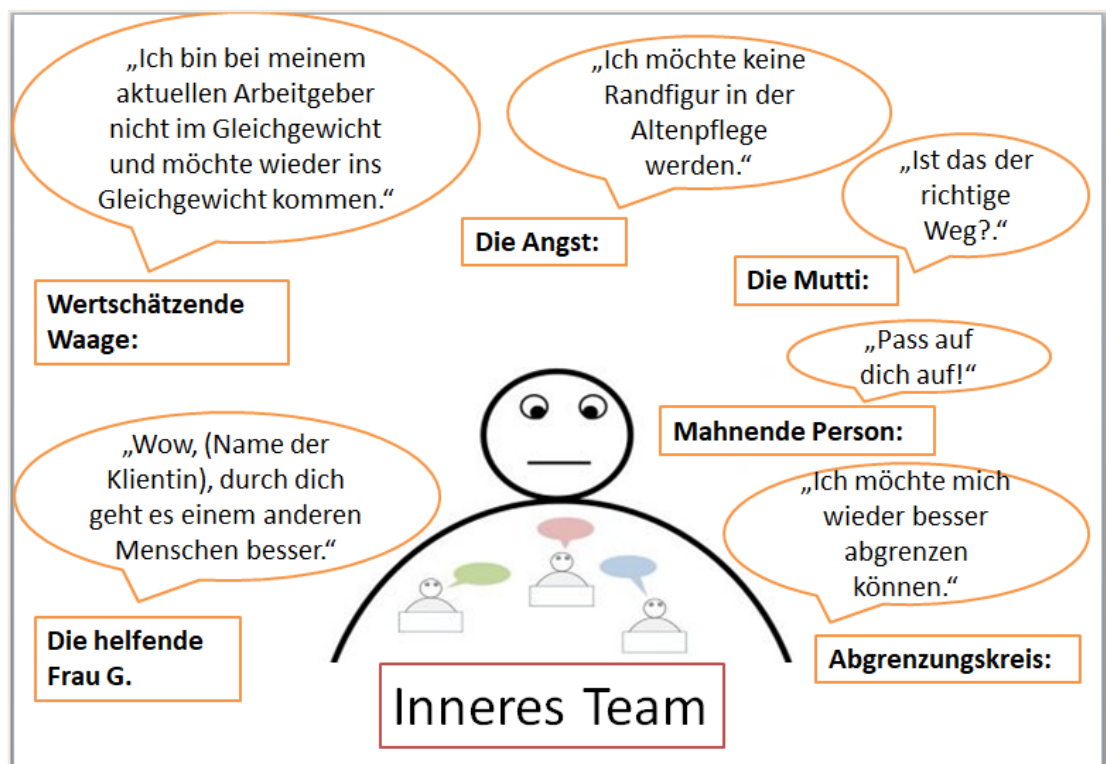 „Ich bin bei meinem
aktuellen Arbeitgeber
nicht im Gleichgewicht
und möchte wieder ins
Gleichgewicht kommen.“
Wertschätzende
Waage:
„Ich möchte keine
Randfigur in der
Altenpflege
werden.“
Die Angst:
„Ist das der
richtige
Weg?.“
Die Mutti:
„Pass auf
dich auf!“
Mahnende Person:
„Wow, (Name der
Klientin), durch dich
geht es einem anderen
Menschen besser.“
Die helfende
Frau G.
„Ich möchte mich
wieder besser
abgrenzen
können.“
Abgrenzungskreis:
Inneres Team